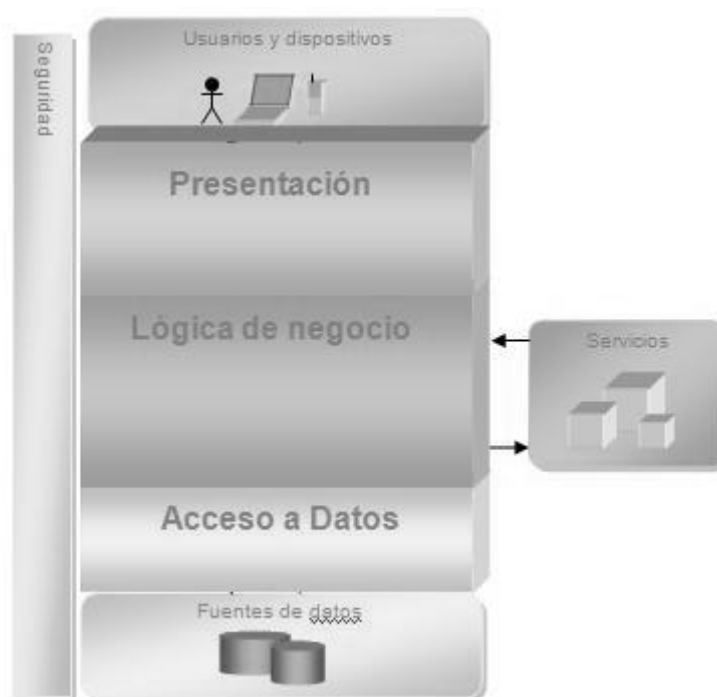 Seguridad
Usuarios y dispositivos
Presentación
Lógica de negocio
Servicios
Acceso a Datos
Fuentes de datos